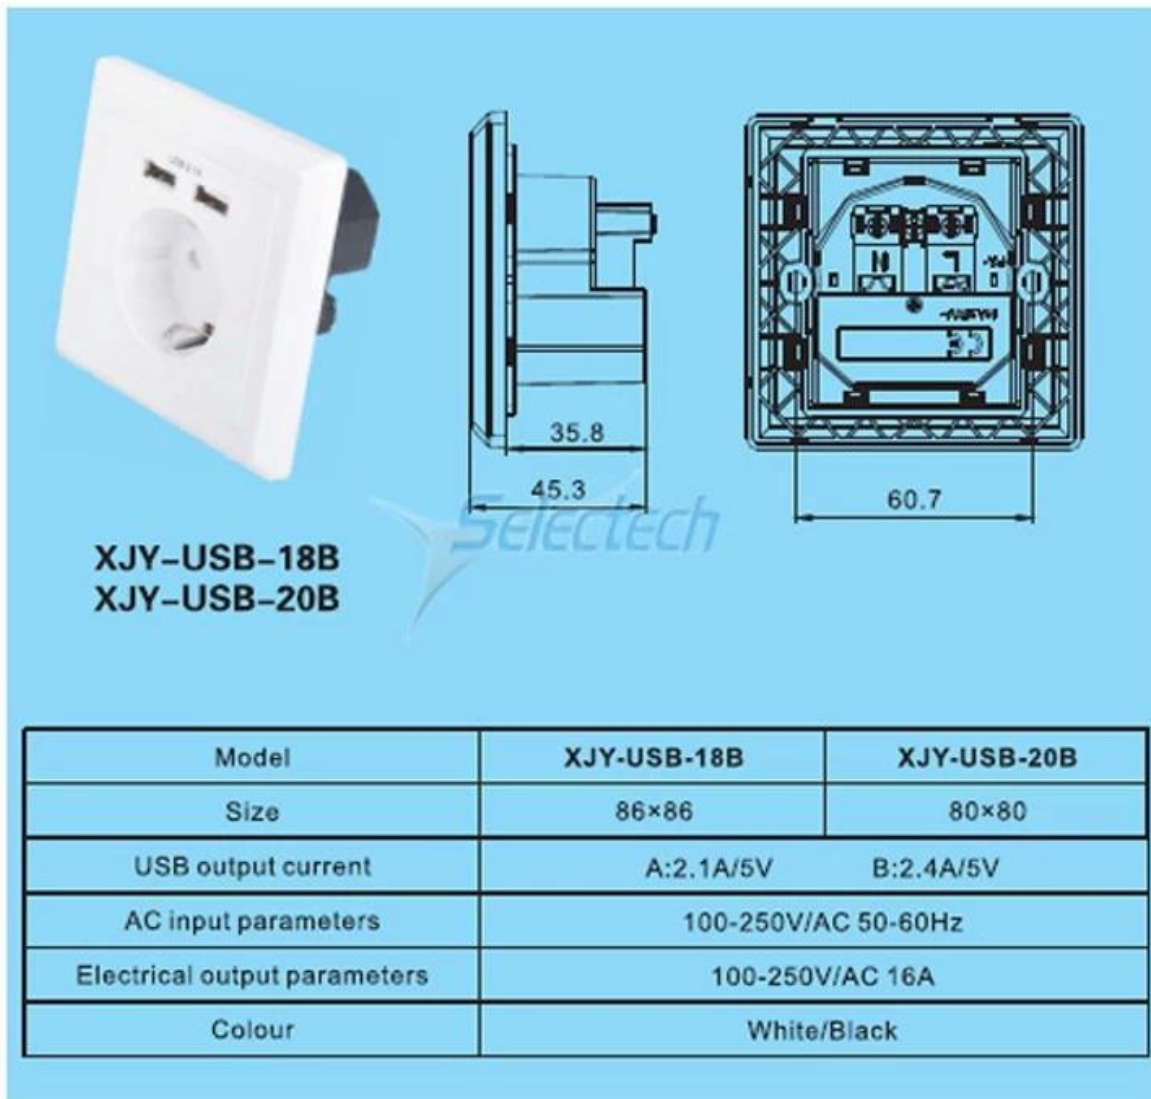 35.8
45.3
60.7
N
L
Selectech
XJY-USB-18B
XJY-USB-20B
Model XJY-USB-18B XJY-USB-20B
Size 86×86 80×80
USB output current A:2.1A/5V B:2.4A/5V
AC input parameters 100-250V/AC 50-60Hz
Electrical output parameters 100-250V/AC 16A
Colour White/Black